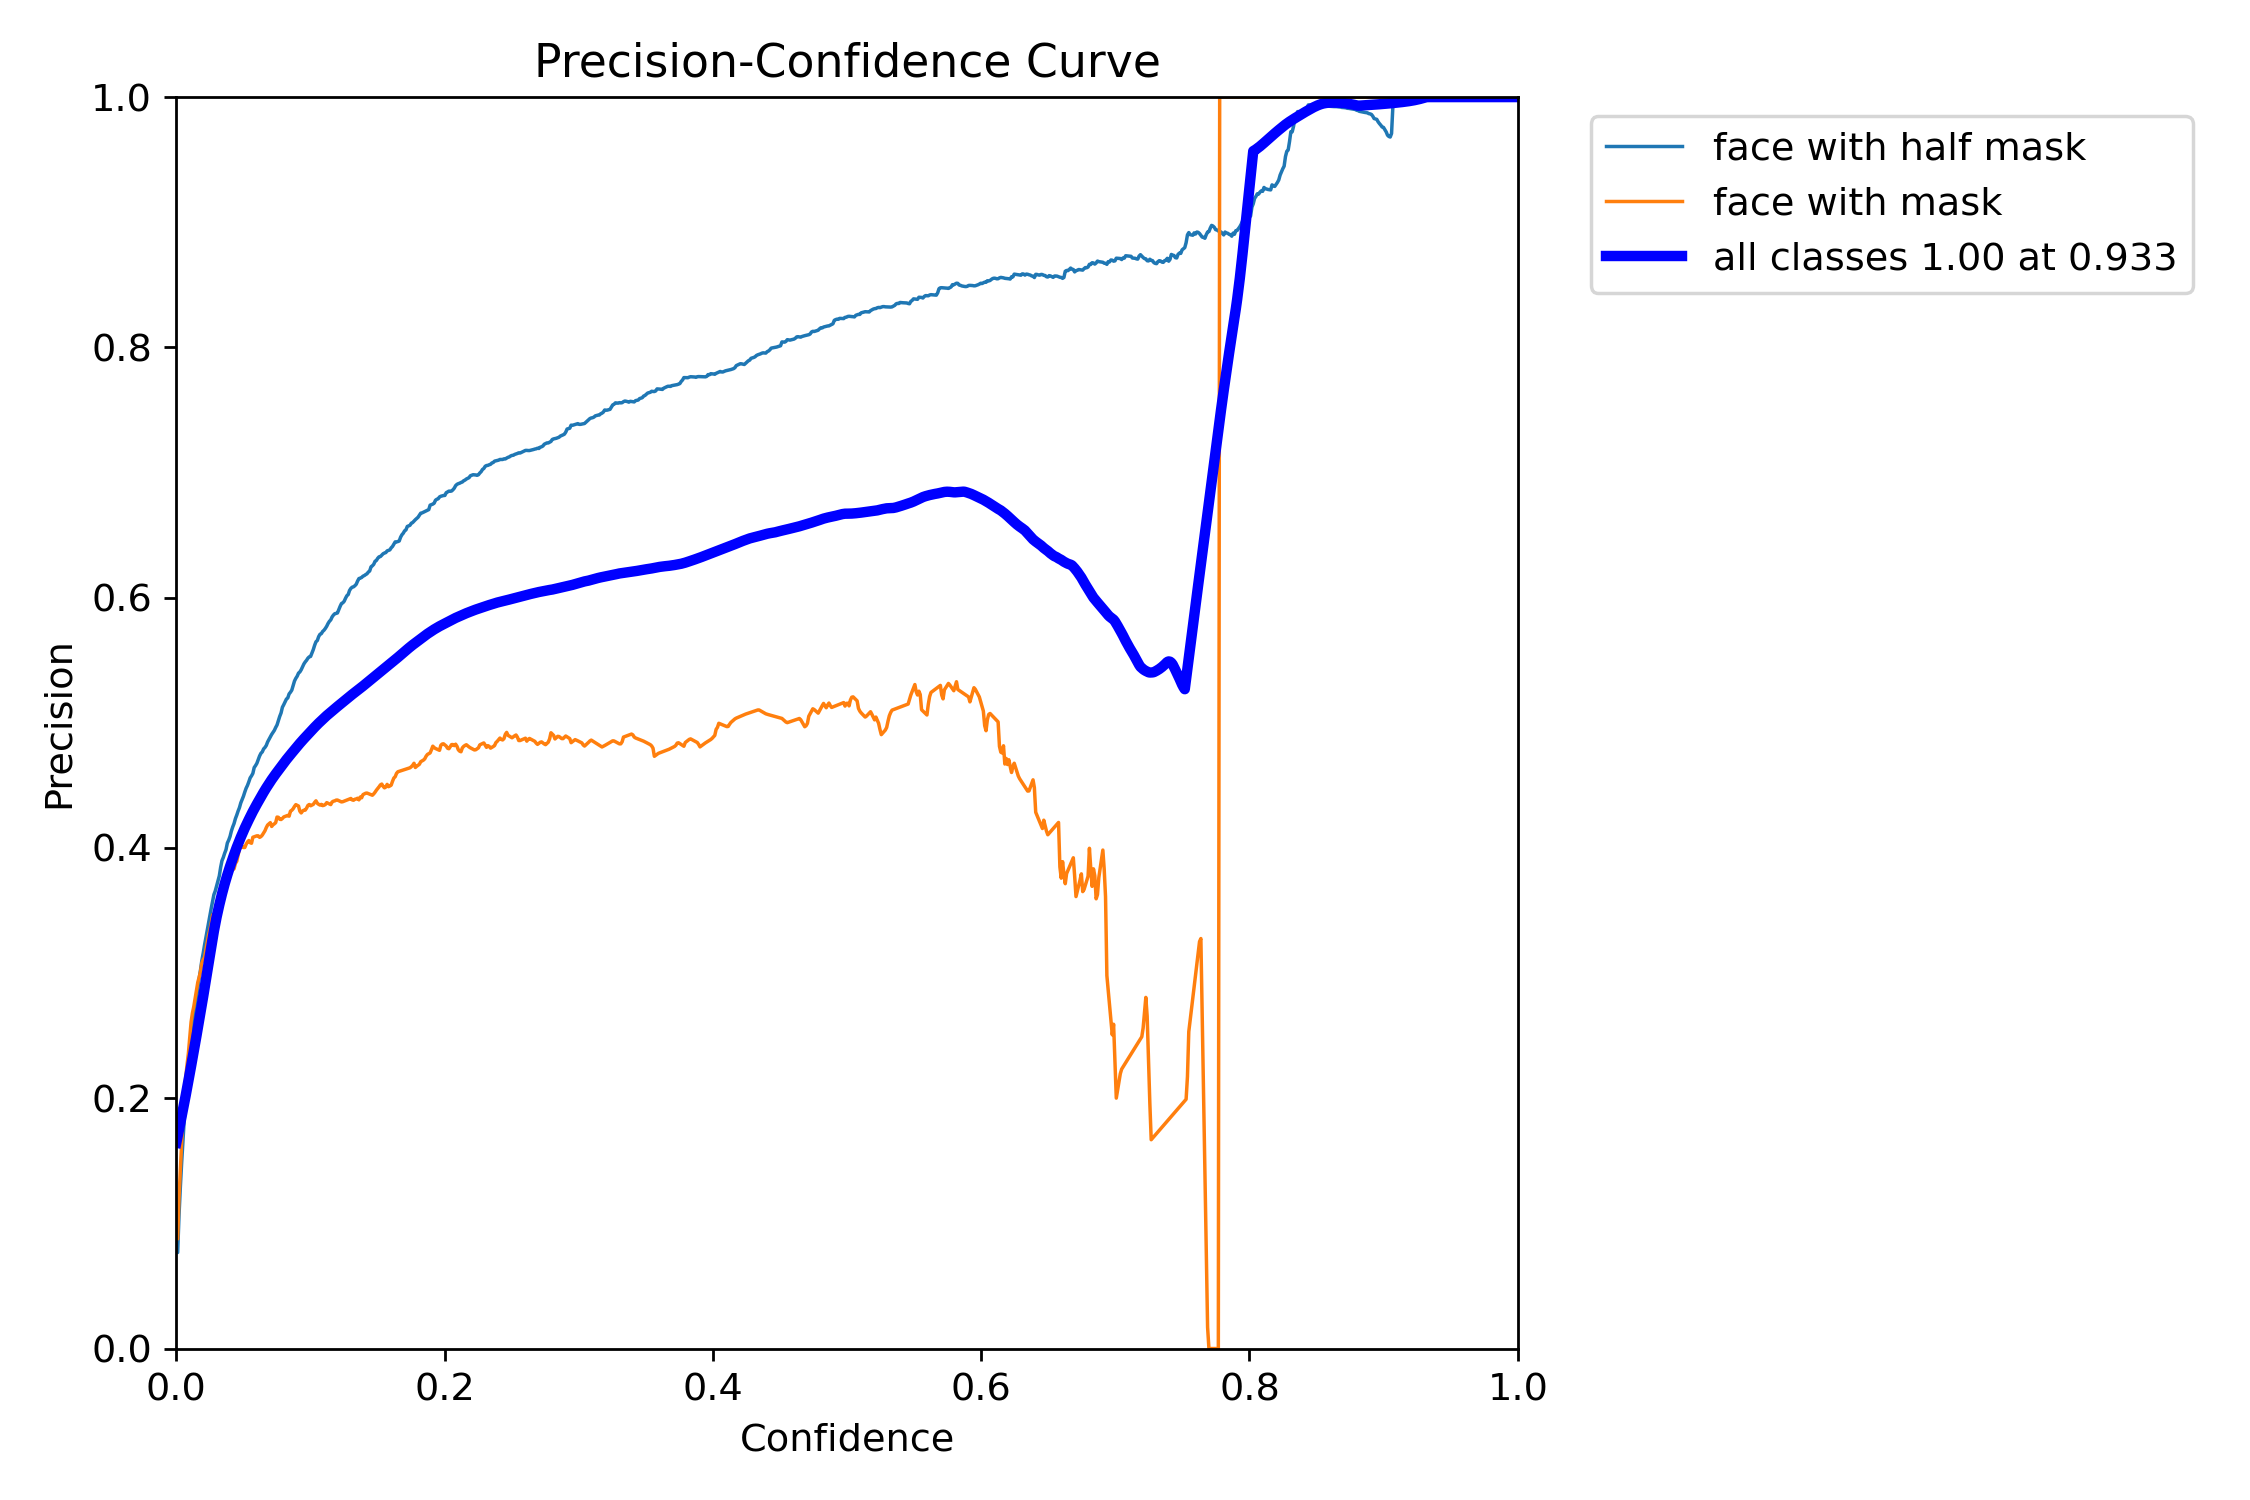 Precision-Confidence Curve
1.0
0.8
0.6
0.4
0.2
0.0
Precision
0.0 0.2 0.4 0.6 0.8 1.0
Confidence
face with half mask
face with mask
all classes 1.00 at 0.933